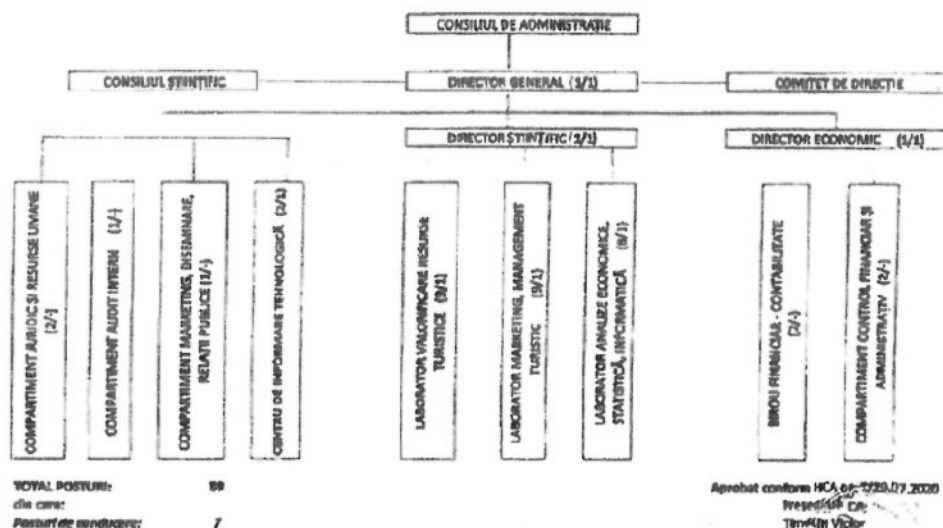 CONSILIUL DE ADMINISTRAȚIE
CONSILIUL ȘTIINȚIFIC
DIRECTOR GENERAL (1/1)
COMITET DE DIRECȚIE
DIRECTOR ȘTIINȚIFIC (1/1)
DIRECTOR ECONOMIC (1/1)
COMPARTIMENT JURIDIC ȘI RESURSE UMANE
(2/-)
COMPARTIMENT AUDIT INTERN (1/-)
COMPARTIMENT MARKETING, DISEMINARE,
RELAȚII PUBLICE (1/-)
CENTRU DE INFORMARE TEHNOLOGICĂ (2/1)
LABORATOR VALORIFICARE RESURSE
TURISTICE (9/1)
LABORATOR MARKETING, MANAGEMENT
TURISTIC (9/1)
LABORATOR ANALIZE ECONOMICE,
STATISTICĂ, INFORMATICĂ (8/1)
BIROU FINANCIAR - CONTABILITATE
(2/-)
COMPARTIMENT CONTROL FINANCIAR ȘI
ADMINISTRATIV (2/-)
TOTAL POSTURI:
din care:
Posturi de conducere: 7
Aprobat conform HCA 07.2020
Președinte CA: